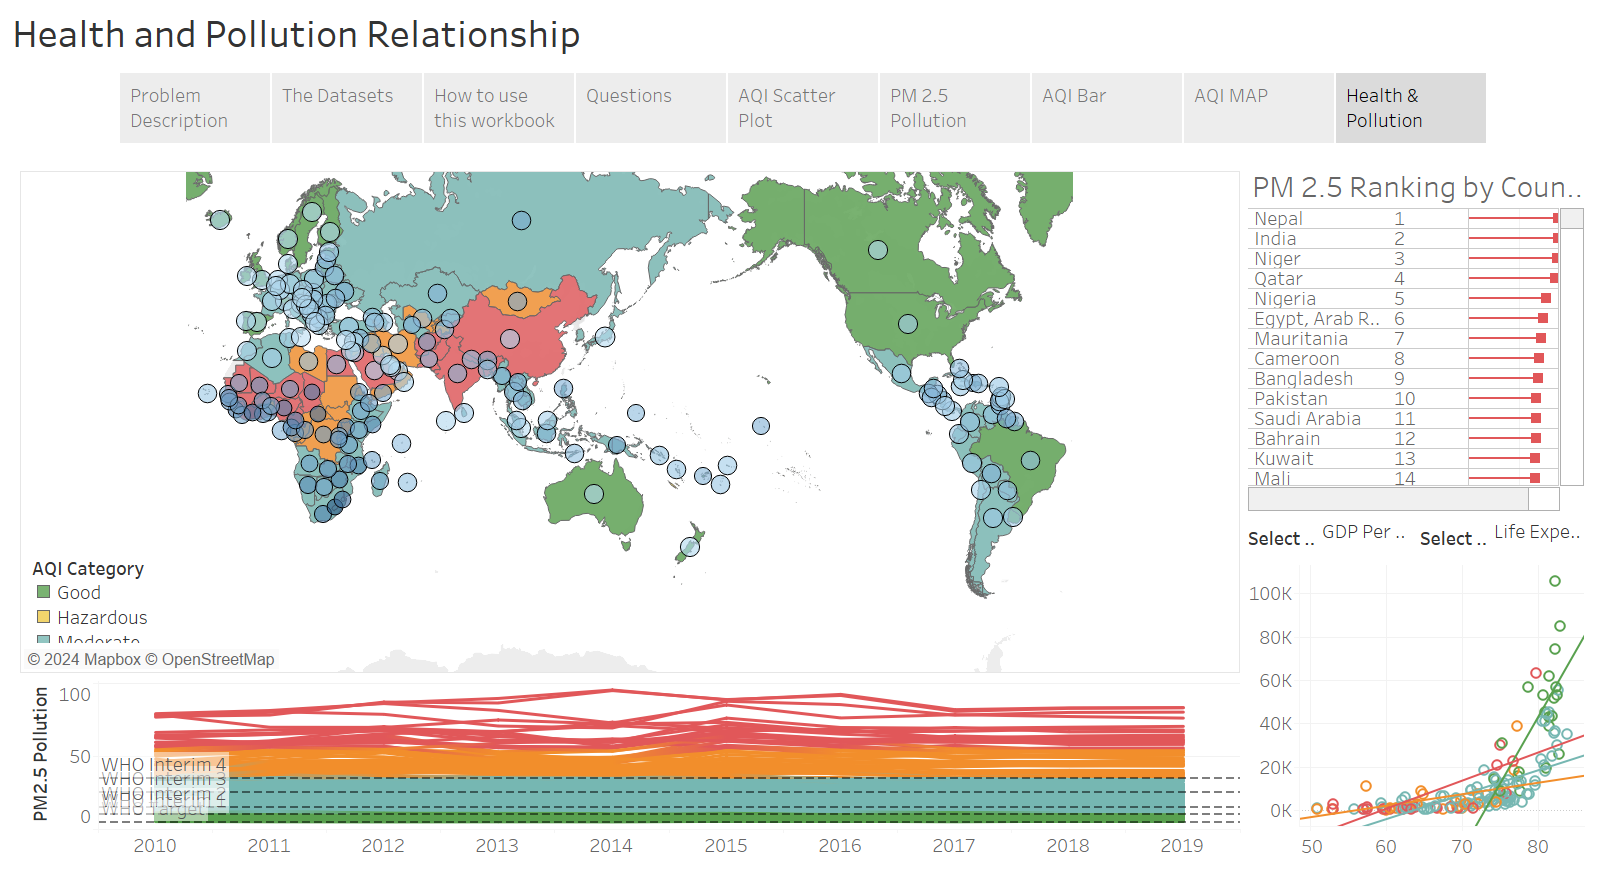 Health and Pollution Relationship
Problem
Description
The Datasets
How to use
this workbook
Questions
AQI Scatter
Plot
PM 2.5
Pollution
AQI Bar
AQI MAP
Health &
Pollution
AQI Category
Good
Hazardous
Moderate
© 2024 Mapbox © OpenStreetMap
PM 2.5 Ranking by Coun..
Nepal 1
India 2
Niger 3
Qatar 4
Nigeria 5
Egypt, Arab R.. 6
Mauritania 7
Cameroon 8
Bangladesh 9
Pakistan 10
Saudi Arabia 11
Bahrain 12
Kuwait 13
Mali 14
Select .. GDP Per .. Select .. Life Expe..
100K
80K
60K
40K
20K
0K
50 60 70 80
PM2.5 Pollution
100
50
0
WHO Interim 4
WHO Interim 3
WHO Interim 2
WHO Target
2010 2011 2012 2013 2014 2015 2016 2017 2018 2019